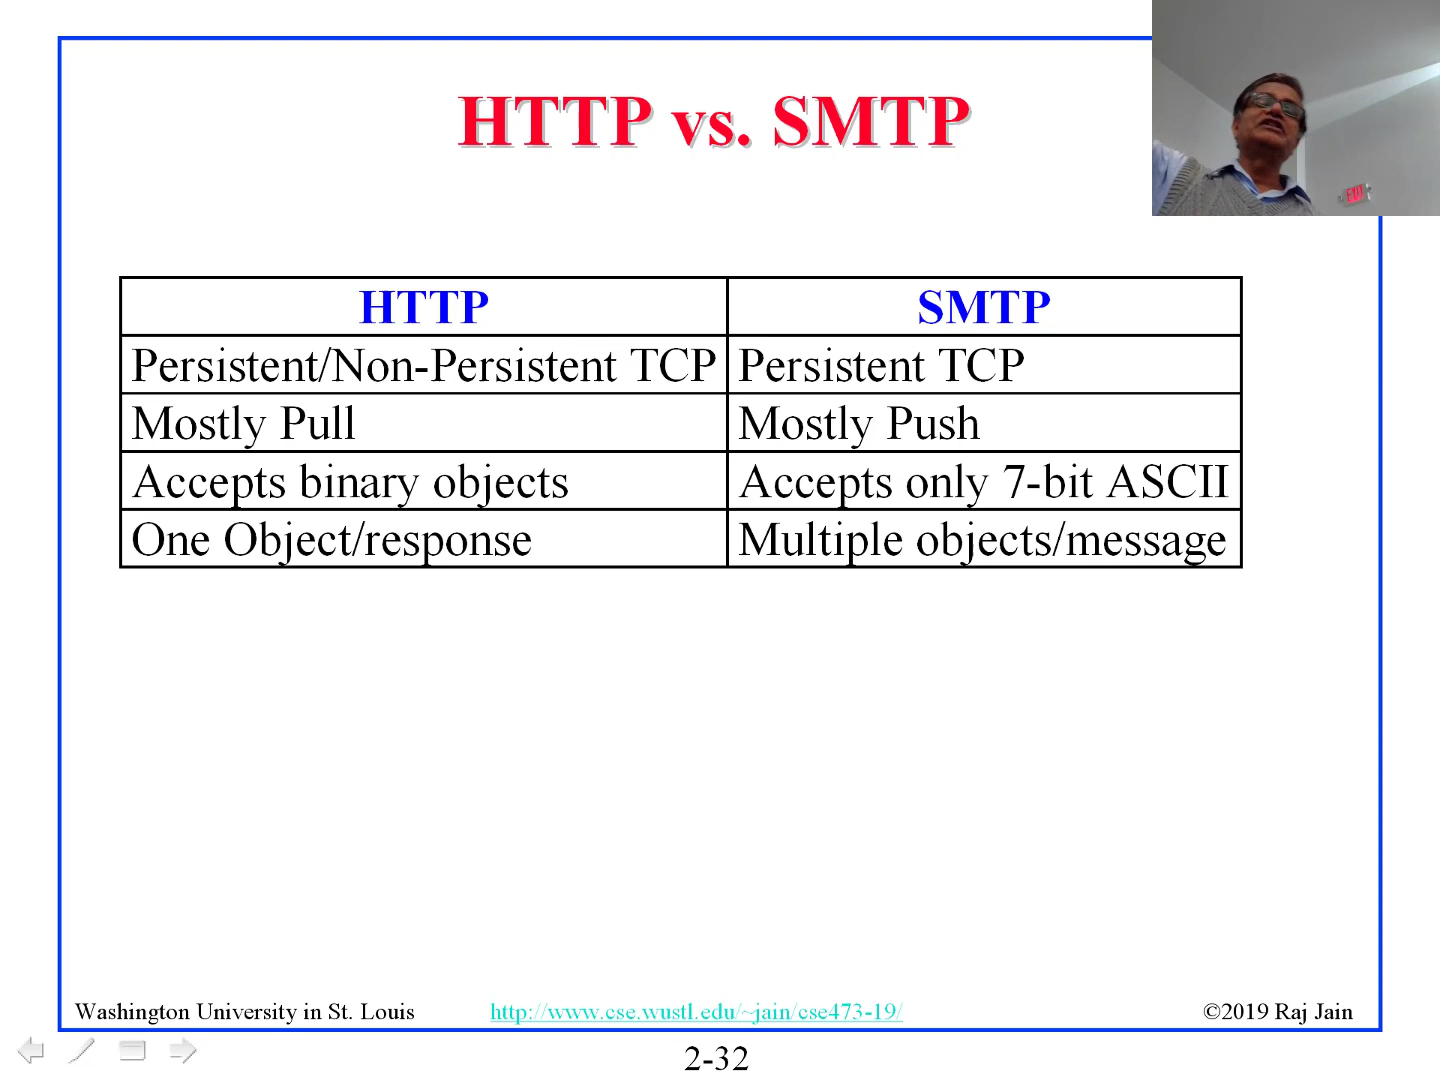 HTTP vs. SMTP
EXIT
HTTP SMTP
Persistent/Non-Persistent TCP Persistent TCP
Mostly Pull Mostly Push
Accepts binary objects Accepts only 7-bit ASCII
One Object/response Multiple objects/message
Washington University in St. Louis http://www.cse.wustl.edu/~jain/cse473-19/ ©2019 Raj Jain
2-32